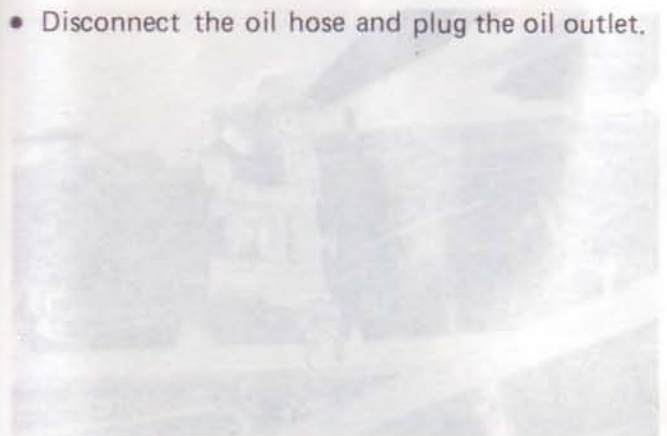 • Disconnect the oil hose and plug the oil outlet.